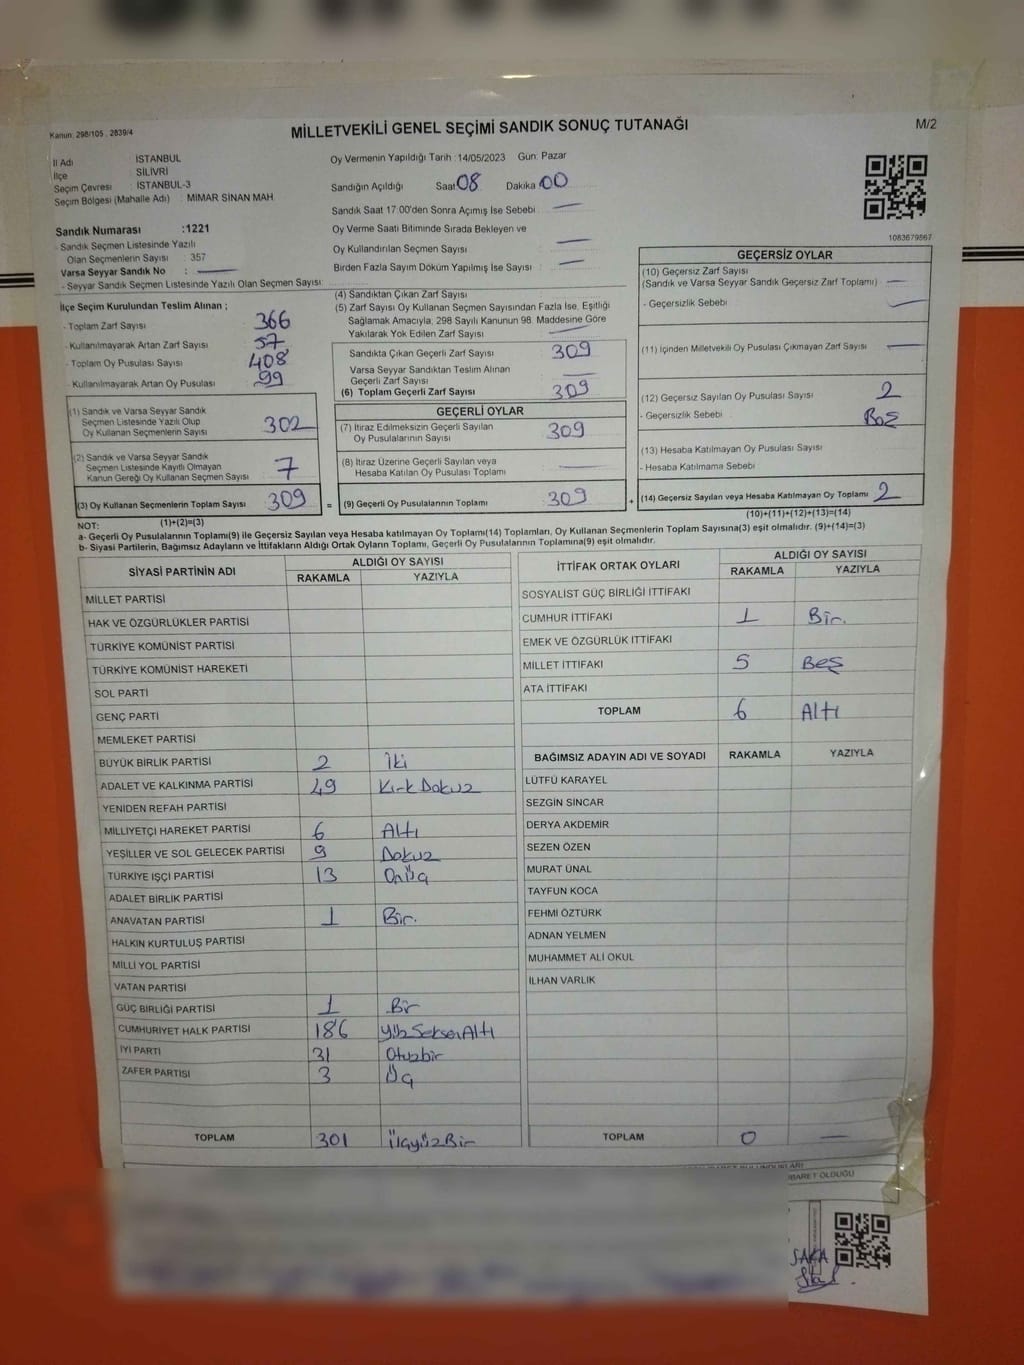 Kanun: 298/105 , 2839/4
MİLLETVEKİLİ GENEL SEÇİMİ SANDIK SONUÇ TUTANAĞI
M/2
İl Adı : İSTANBUL
İlçe : SİLİVRİ
Seçim Çevresi : İSTANBUL-3
Seçim Bölgesi (Mahalle Adı) : MİMAR SİNAN MAH.
Oy Vermenin Yapıldığı Tarih :14/05/2023 Gün: Pazar
Sandığın Açıldığı Saat 08 Dakika 00
Sandık Saat 17:00'den Sonra Açımış İse Sebebi —
Oy Verme Saati Bitiminde Sırada Bekleyen ve
Oy Kullandırılan Seçmen Sayısı —
Birden Fazla Sayım Döküm Yapılmış İse Sayısı —
Sandık Numarası :1221
- Sandık Seçmen Listesinde Yazılı
Olan Seçmenlerin Sayısı : 357
Varsa Seyyar Sandık No : —
- Seyyar Sandık Seçmen Listesinde Yazılı Olan Seçmen Sayısı:
1083679867
İlçe Seçim Kurulundan Teslim Alınan ;
- Toplam Zarf Sayısı 366
- Kullanılmayarak Artan Zarf Sayısı 57
- Toplam Oy Pusulası Sayısı 408
- Kullanılmayarak Artan Oy Pusulası 99
(1) Sandık ve Varsa Seyyar Sandık
Seçmen Listesinde Yazılı Olup
Oy Kullanan Seçmenlerin Sayısı 302
(2) Sandık ve Varsa Seyyar Sandık
Seçmen Listesinde Kayıtlı Olmayan
Kanun Gereği Oy Kullanan Seçmen Sayısı 7
(3) Oy Kullanan Seçmenlerin Toplam Sayısı 309 =
(1)+(2)=(3)
(4) Sandıktan Çıkan Zarf Sayısı
(5) Zarf Sayısı Oy Kullanan Seçmen Sayısından Fazla İse, Eşitliği
Sağlamak Amacıyla; 298 Sayılı Kanunun 98. Maddesine Göre
Yakılarak Yok Edilen Zarf Sayısı —
Sandıkta Çıkan Geçerli Zarf Sayısı 309
Varsa Seyyar Sandıktan Teslim Alınan
Geçerli Zarf Sayısı —
(6) Toplam Geçerli Zarf Sayısı 309
GEÇERLİ OYLAR
(7) İtiraz Edilmeksizin Geçerli Sayılan
Oy Pusulalarının Sayısı 309
(8) İtiraz Üzerine Geçerli Sayılan veya
Hesaba Katılan Oy Pusulası Toplamı —
(9) Geçerli Oy Pusulalarının Toplamı 309 +
GEÇERSİZ OYLAR
(10) Geçersiz Zarf Sayısı
(Sandık ve Varsa Seyyar Sandık Geçersiz Zarf Toplamı) —
- Geçersizlik Sebebi —
(11) İçinden Milletvekili Oy Pusulası Çıkmayan Zarf Sayısı —
(12) Geçersiz Sayılan Oy Pusulası Sayısı 2
- Geçersizlik Sebebi Boş
(13) Hesaba Katılmayan Oy Pusulası Sayısı
- Hesaba Katılmama Sebebi
(14) Geçersiz Sayılan veya Hesaba Katılmayan Oy Toplamı 2
(10)+(11)+(12)+(13)=(14)
NOT:
a- Geçerli Oy Pusulalarının Toplamı(9) ile Geçersiz Sayılan veya Hesaba katılmayan Oy Toplamı(14) Toplamları, Oy Kullanan Seçmenlerin Toplam Sayısına(3) eşit olmalıdır. (9)+(14)=(3)
b- Siyasi Partilerin, Bağımsız Adayların ve İttifakların Aldığı Ortak Oyların Toplamı, Geçerli Oy Pusulalarının Toplamına(9) eşit olmalıdır.
SİYASİ PARTİNİN ADI ALDIĞI OY SAYISI
RAKAMLA YAZIYLA
MİLLET PARTİSİ
HAK VE ÖZGÜRLÜKLER PARTİSİ
TÜRKİYE KOMÜNİST PARTİSİ
TÜRKİYE KOMÜNİST HAREKETİ
SOL PARTİ
GENÇ PARTİ
MEMLEKET PARTİSİ
BÜYÜK BİRLİK PARTİSİ 2 İki
ADALET VE KALKINMA PARTİSİ 49 Kırk Dokuz
YENİDEN REFAH PARTİSİ
MİLLİYETÇİ HAREKET PARTİSİ 6 Altı
YEŞİLLER VE SOL GELECEK PARTİSİ 9 Dokuz
TÜRKİYE İŞÇİ PARTİSİ 13 Onüç
ADALET BİRLİK PARTİSİ
ANAVATAN PARTİSİ 1 Bir.
HALKIN KURTULUŞ PARTİSİ
MİLLİ YOL PARTİSİ
VATAN PARTİSİ
GÜÇ BİRLİĞİ PARTİSİ 1 Bir
CUMHURİYET HALK PARTİSİ 186 YüzSeksenAltı
İYİ PARTİ 31 Otuzbir
ZAFER PARTİSİ 3 Üç
TOPLAM 301 ÜçyüzBir
İTTİFAK ORTAK OYLARI ALDIĞI OY SAYISI
RAKAMLA YAZIYLA
SOSYALİST GÜÇ BİRLİĞİ İTTİFAKI
CUMHUR İTTİFAKI 1 Bir.
EMEK VE ÖZGÜRLÜK İTTİFAKI
MİLLET İTTİFAKI 5 Beş
ATA İTTİFAKI
TOPLAM 6 Altı
BAĞIMSIZ ADAYIN ADI VE SOYADI RAKAMLA YAZIYLA
LÜTFÜ KARAYEL
SEZGİN SİNCAR
DERYA AKDEMİR
SEZEN ÖZEN
MURAT ÜNAL
TAYFUN KOCA
FEHMİ ÖZTÜRK
ADNAN YELMEN
MUHAMMET ALİ OKUL
İLHAN VARLIK
TOPLAM 0 —
İBARET OLDUĞU
SAKA